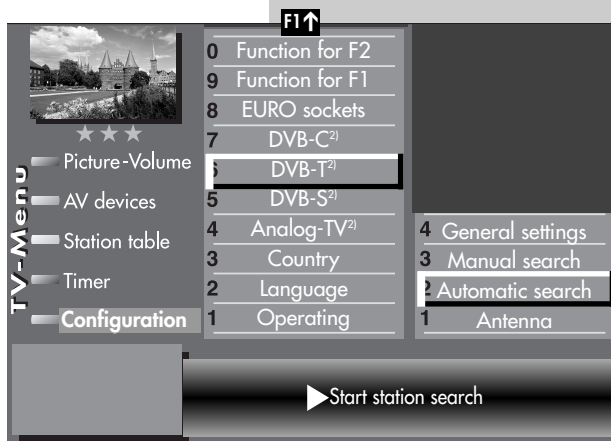 F1↑
0 Function for F2
9 Function for F1
8 EURO sockets
7 DVB-C2)
6 DVB-T2)
5 DVB-S2)
4 Analog-TV2)
3 Country
2 Language
1 Operating
TV-Menu
Picture-Volume
AV devices
Station table
Timer
Configuration
4 General settings
3 Manual search
2 Automatic search
1 Antenna
Start station search